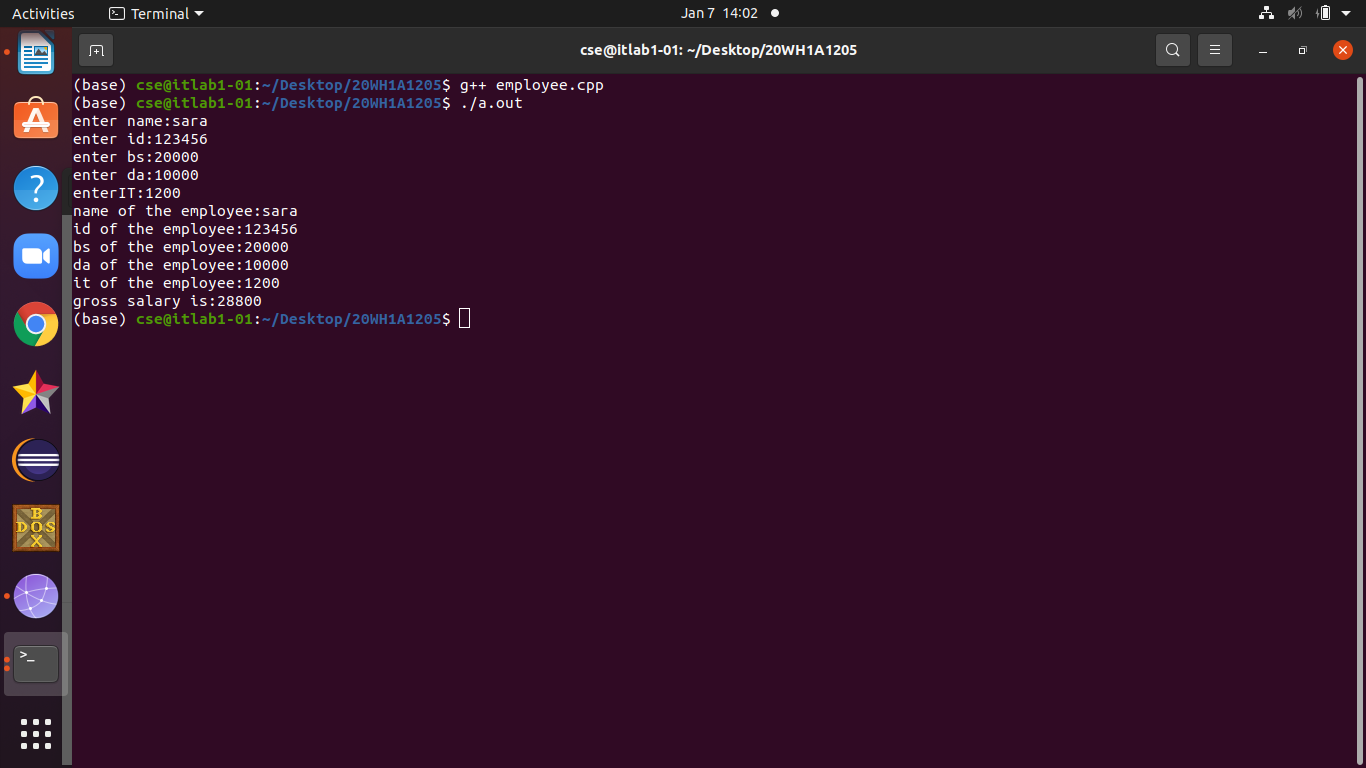 Activities
Terminal
Jan 7 14:02
cse@itlab1-01: ~/Desktop/20WH1A1205
(base) cse@itlab1-01:~/Desktop/20WH1A1205$ g++ employee.cpp
(base) cse@itlab1-01:~/Desktop/20WH1A1205$ ./a.out
enter name:sara
enter id:123456
enter bs:20000
enter da:10000
enterIT:1200
name of the employee:sara
id of the employee:123456
bs of the employee:20000
da of the employee:10000
it of the employee:1200
gross salary is:28800
(base) cse@itlab1-01:~/Desktop/20WH1A1205$
B
DOS
X
>_